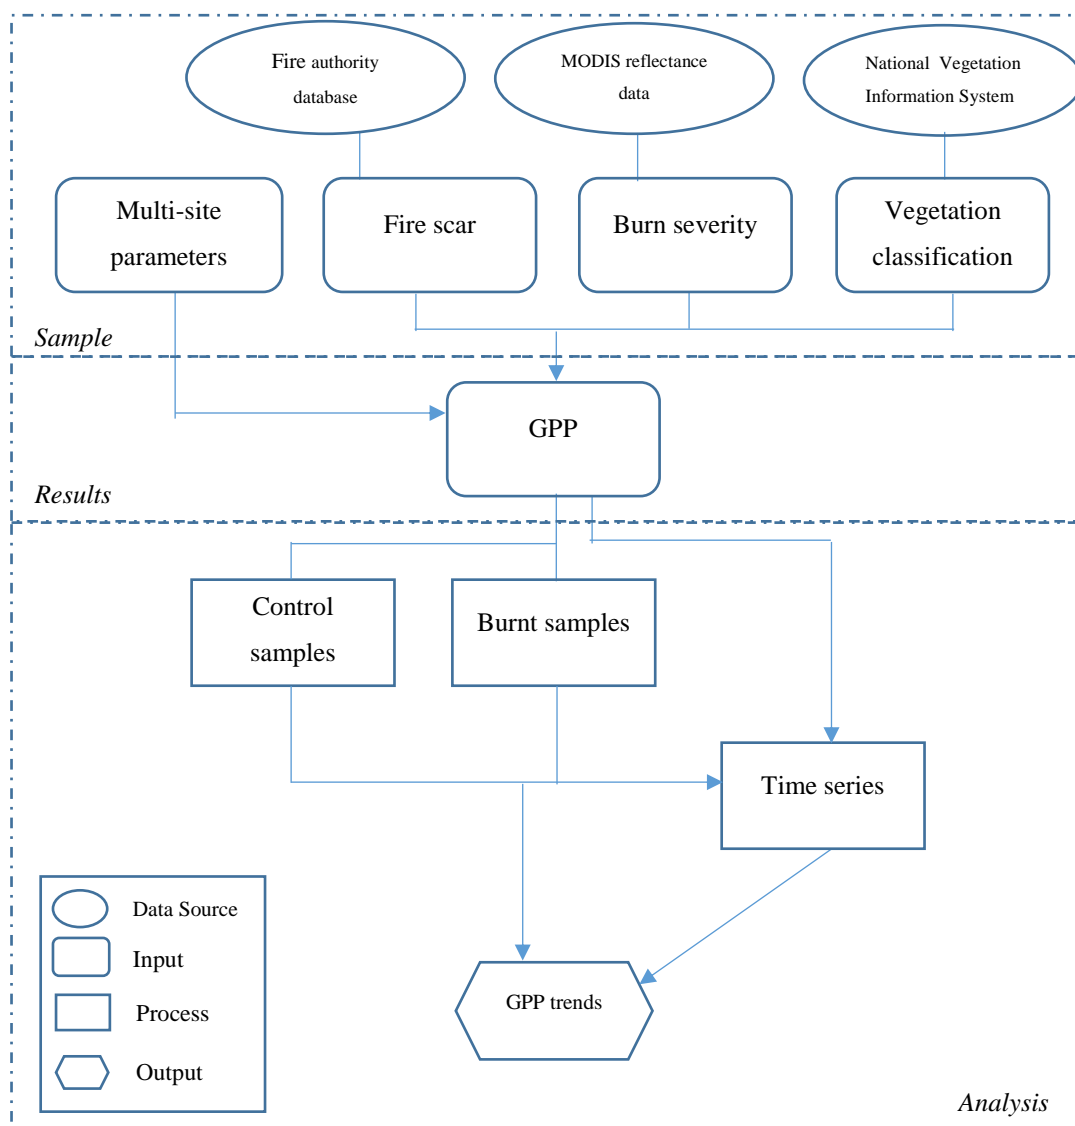 Fire authority
database
MODIS reflectance
data
National Vegetation
Information System
Multi-site
parameters
Fire scar
Burn severity
Vegetation
classification
Sample
GPP
Results
Control
samples
Burnt samples
Time series
Data Source
Input
Process
Output
GPP trends
Analysis